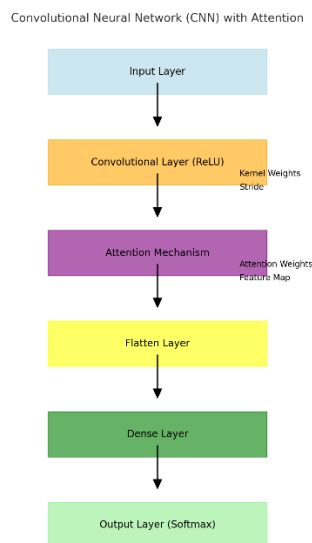 Convolutional Neural Network (CNN) with Attention
Input Layer
Convolutional Layer (ReLU)
Kernel Weights
Stride
Attention Mechanism
Attention Weights
Feature Map
Flatten Layer
Dense Layer
Output Layer (Softmax)